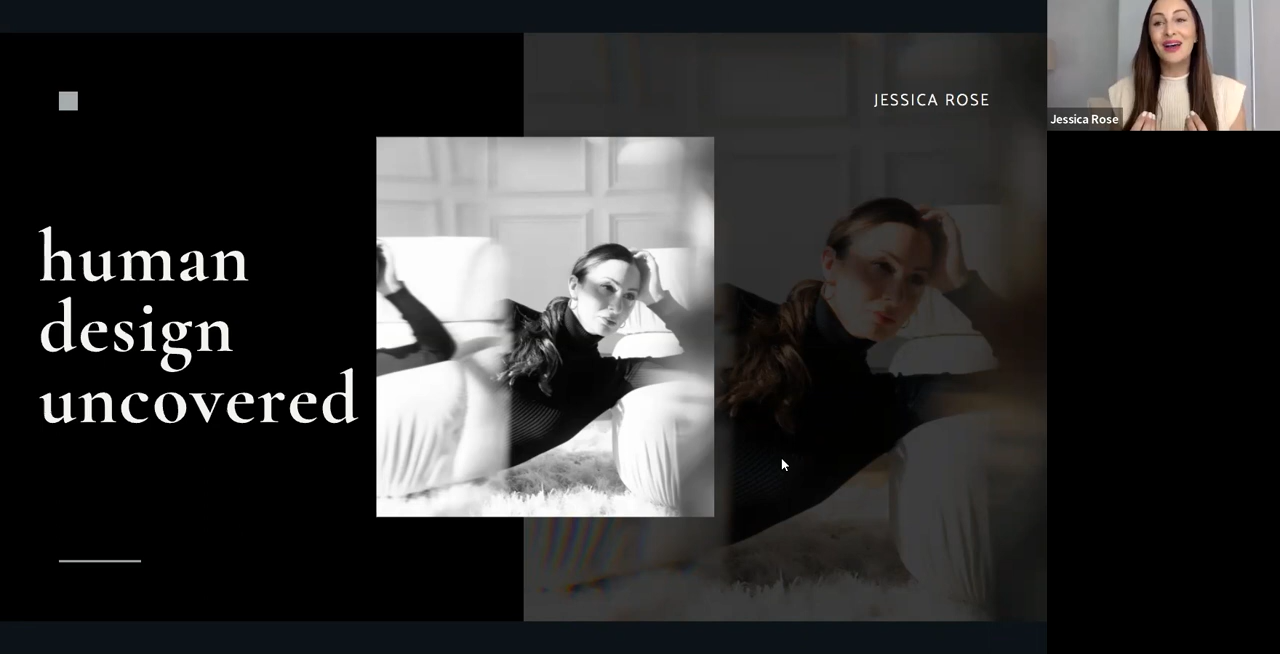 JESSICA ROSE
Jessica Rose
human
design
uncovered